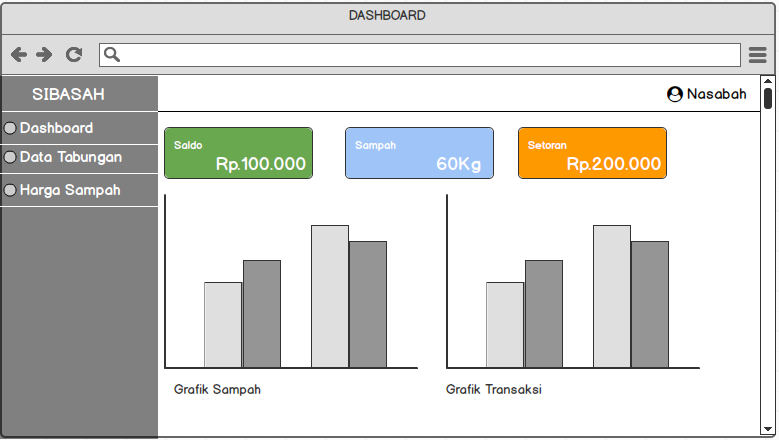 DASHBOARD
SIBASAH
Nasabah
Dashboard
Data Tabungan
Harga Sampah
Saldo
Rp.100.000
Sampah
60Kg
Setoran
Rp.200.000
Grafik Sampah
Grafik Transaksi